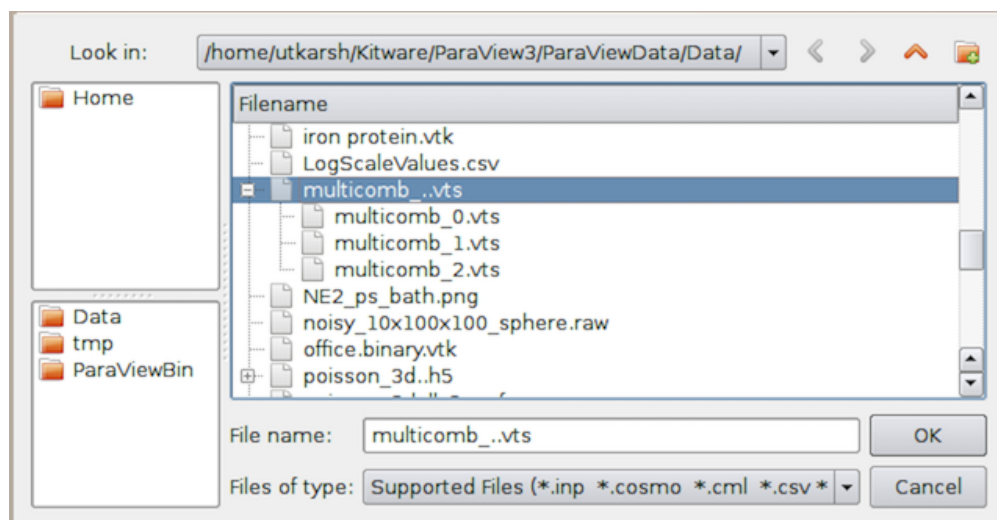 Look in: /home/utkarsh/Kitware/ParaView3/ParaViewData/Data/
Home
Filename
iron protein.vtk
LogScaleValues.csv
multicomb_..vts
multicomb_0.vts
multicomb_1.vts
multicomb_2.vts
NE2_ps_bath.png
noisy_10x100x100_sphere.raw
office.binary.vtk
poisson_3d..h5
Data
tmp
ParaViewBin
File name: multicomb_..vts OK
Files of type: Supported Files (*.inp *.cosmo *.cml *.csv * Cancel